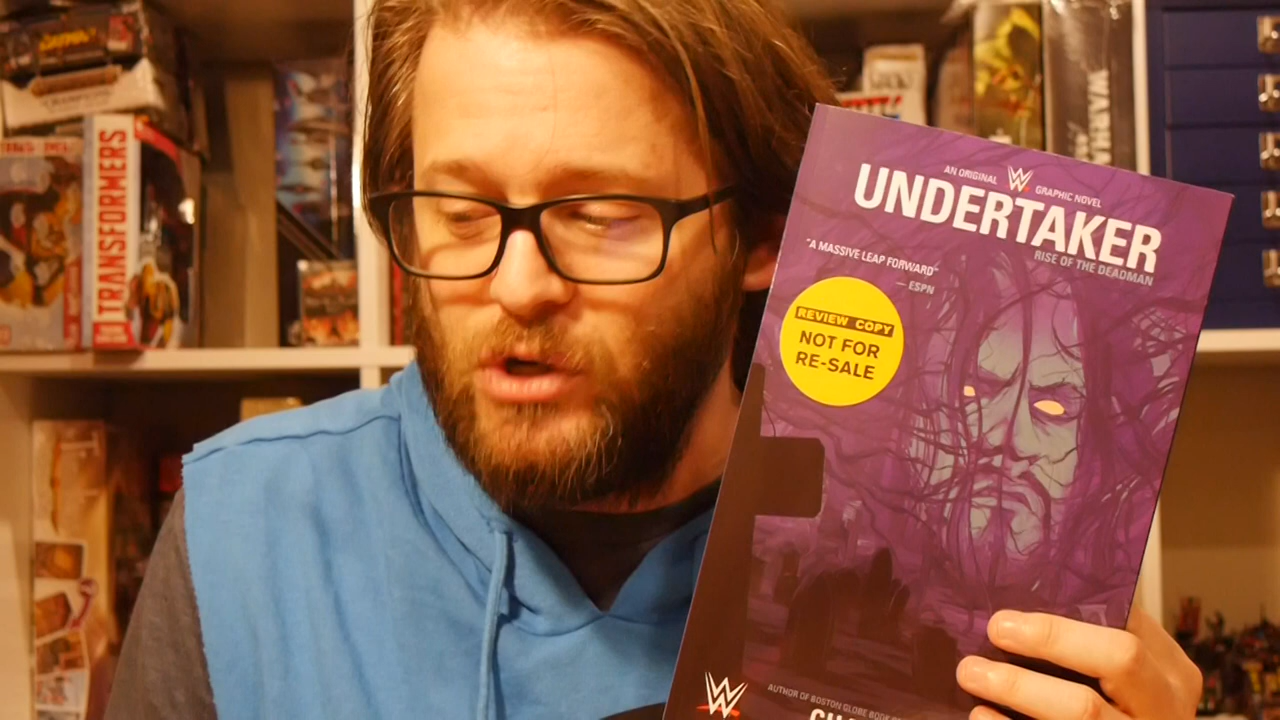 TRANSFORMERS
AN ORIGINAL W GRAPHIC NOVEL
UNDERTAKER
RISE OF THE DEADMAN
"A MASSIVE LEAP FORWARD"
— ESPN
REVIEW COPY
NOT FOR
RE-SALE
W
AUTHOR OF BOSTON GLOBE BOOK